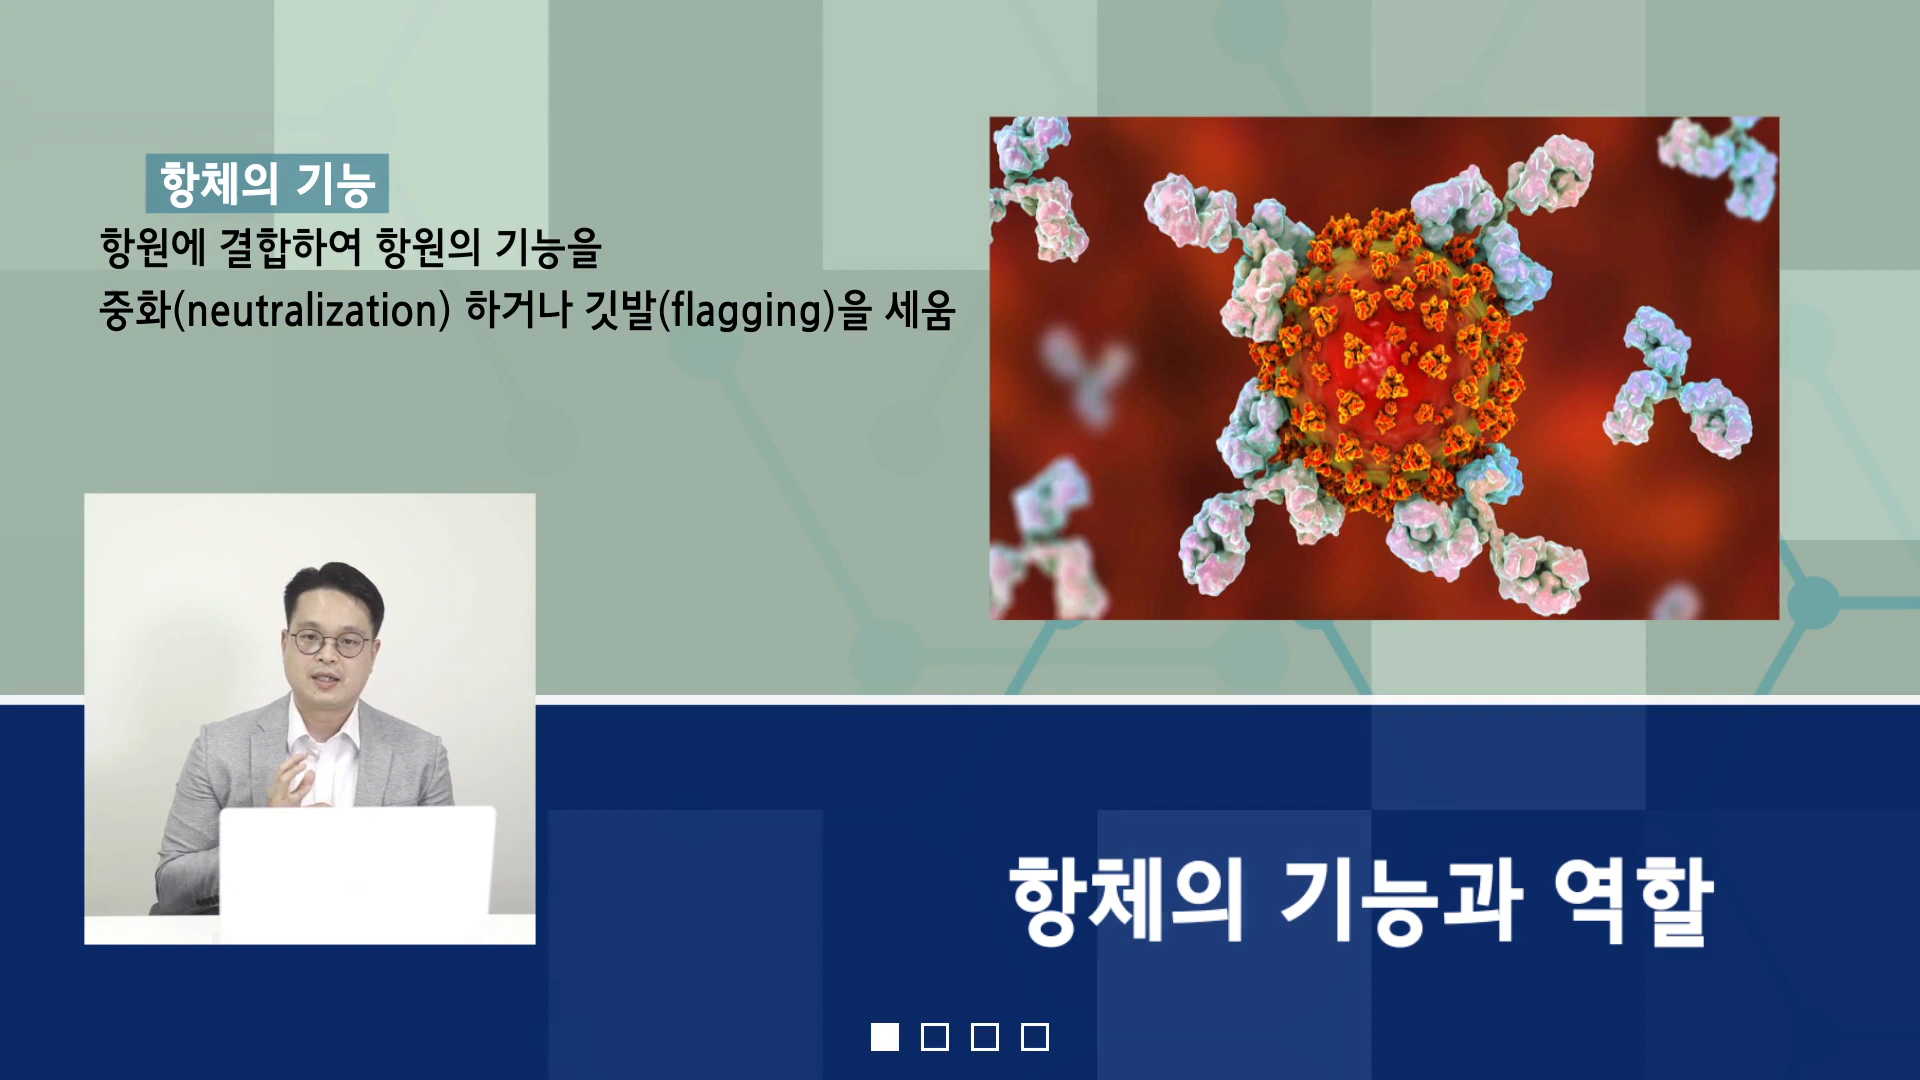 항체의 기능
항원에 결합하여 항원의 기능을
중화(neutralization) 하거나 깃발(flagging)을 세움
항체의 기능과 역할